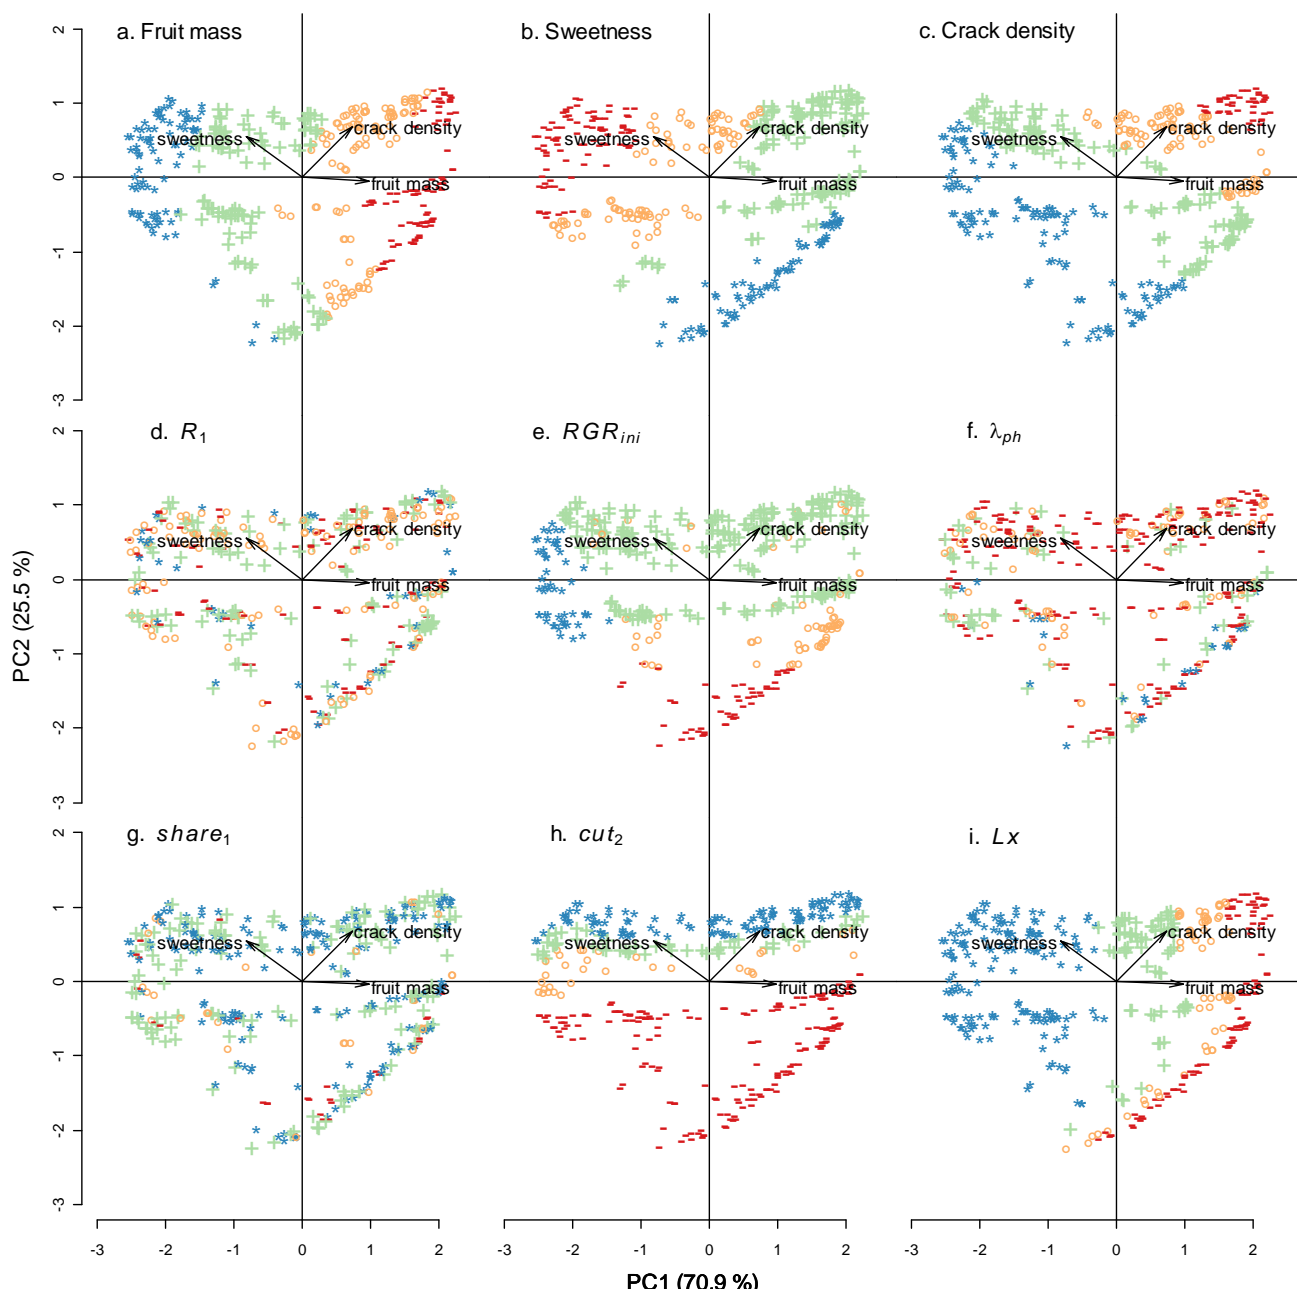 a. Fruit mass
b. Sweetness
c. Crack density
2
1
0
-1
-2
-3
sweetness
crack density
fruit mass
sweetness
crack density
fruit mass
sweetness
crack density
fruit mass
d. R1
e. RGRini
f. λph
2
1
0
-1
-2
-3
sweetness
crack density
fruit mass
sweetness
crack density
fruit mass
sweetness
crack density
fruit mass
PC2 (25.5 %)
g. share1
h. cut2
i. Lx
2
1
0
-1
-2
-3
sweetness
crack density
fruit mass
sweetness
crack density
fruit mass
sweetness
crack density
fruit mass
-3 -2 -1 0 1 2
-3 -2 -1 0 1 2
-3 -2 -1 0 1 2
PC1 (70.9 %)